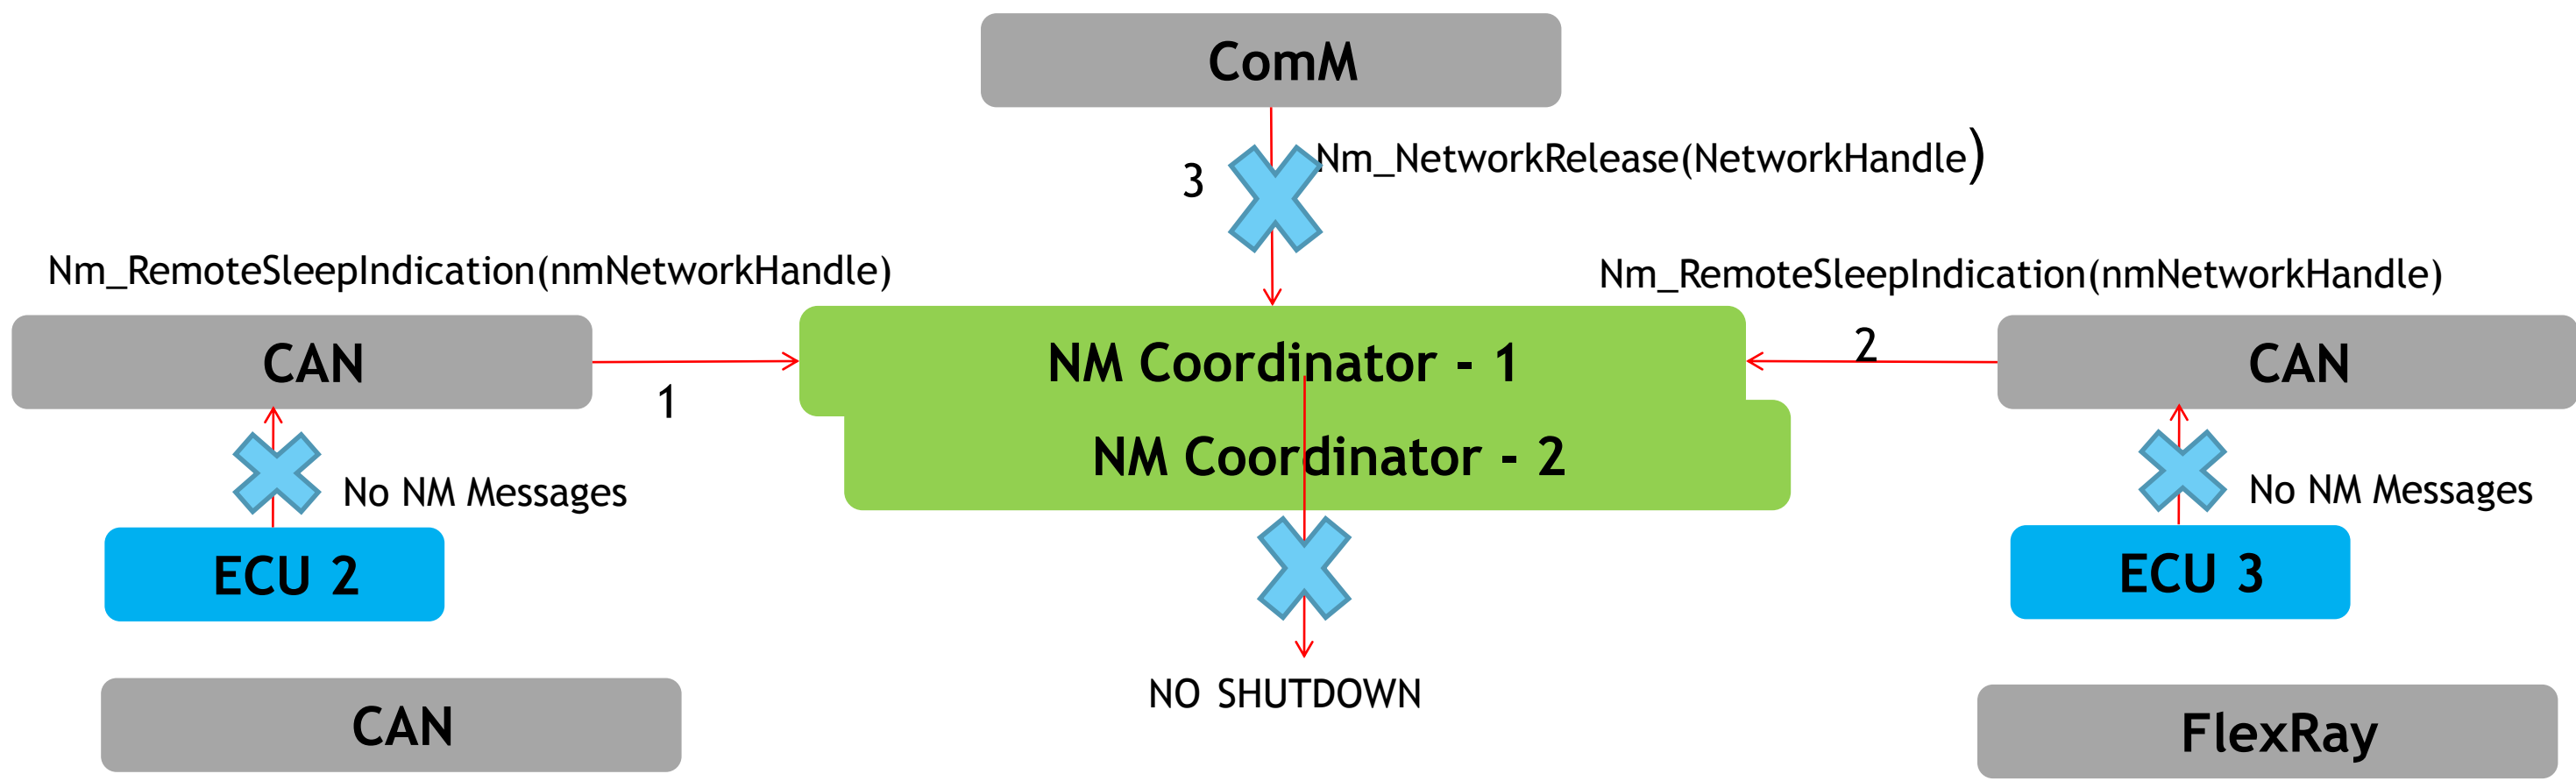 ComM
3
Nm_NetworkRelease(NetworkHandle)
Nm_RemoteSleepIndication(nmNetworkHandle)
Nm_RemoteSleepIndication(nmNetworkHandle)
CAN
1
NM Coordinator - 1
2
CAN
NM Coordinator - 2
No NM Messages
No NM Messages
ECU 2
ECU 3
NO SHUTDOWN
CAN
FlexRay